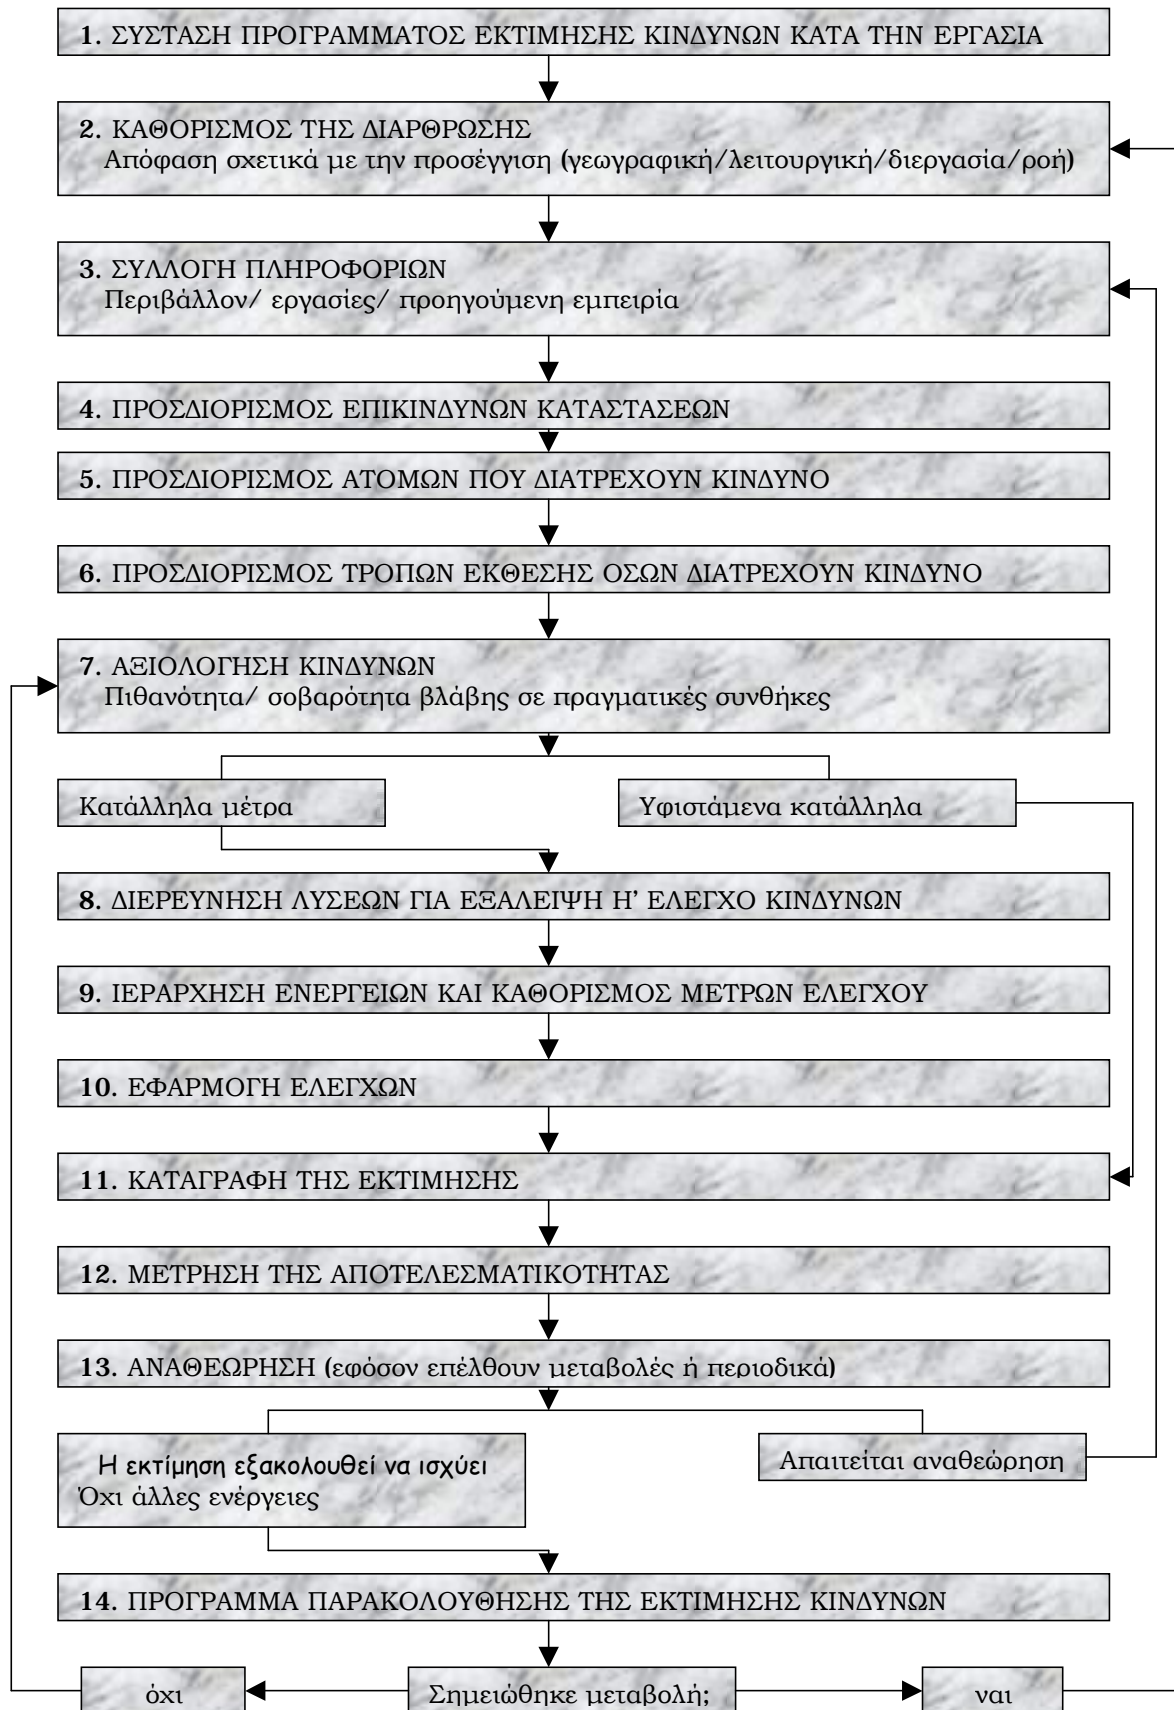 1. ΣΥΣΤΑΣΗ ΠΡΟΓΡΑΜΜΑΤΟΣ ΕΚΤΙΜΗΣΗΣ ΚΙΝΔΥΝΩΝ ΚΑΤΑ ΤΗΝ ΕΡΓΑΣΙΑ
2. ΚΑΘΟΡΙΣΜΟΣ ΤΗΣ ΔΙΑΡΘΡΩΣΗΣ
Απόφαση σχετικά με την προσέγγιση (γεωγραφική/λειτουργική/διεργασία/ροή)
3. ΣΥΛΛΟΓΗ ΠΛΗΡΟΦΟΡΙΩΝ
Περιβάλλον/ εργασίες/ προηγούμενη εμπειρία
4. ΠΡΟΣΔΙΟΡΙΣΜΟΣ ΕΠΙΚΙΝΔΥΝΩΝ ΚΑΤΑΣΤΑΣΕΩΝ
5. ΠΡΟΣΔΙΟΡΙΣΜΟΣ ΑΤΟΜΩΝ ΠΟΥ ΔΙΑΤΡΕΧΟΥΝ ΚΙΝΔΥΝΟ
6. ΠΡΟΣΔΙΟΡΙΣΜΟΣ ΤΡΟΠΩΝ ΕΚΘΕΣΗΣ ΟΣΩΝ ΔΙΑΤΡΕΧΟΥΝ ΚΙΝΔΥΝΟ
7. ΑΞΙΟΛΟΓΗΣΗ ΚΙΝΔΥΝΩΝ
Πιθανότητα/ σοβαρότητα βλάβης σε πραγματικές συνθήκες
Κατάλληλα μέτρα
Υφιστάμενα κατάλληλα
8. ΔΙΕΡΕΥΝΗΣΗ ΛΥΣΕΩΝ ΓΙΑ ΕΞΑΛΕΙΨΗ Η' ΕΛΕΓΧΟ ΚΙΝΔΥΝΩΝ
9. ΙΕΡΑΡΧΗΣΗ ΕΝΕΡΓΕΙΩΝ ΚΑΙ ΚΑΘΟΡΙΣΜΟΣ ΜΕΤΡΩΝ ΕΛΕΓΧΟΥ
10. ΕΦΑΡΜΟΓΗ ΕΛΕΓΧΩΝ
11. ΚΑΤΑΓΡΑΦΗ ΤΗΣ ΕΚΤΙΜΗΣΗΣ
12. ΜΕΤΡΗΣΗ ΤΗΣ ΑΠΟΤΕΛΕΣΜΑΤΙΚΟΤΗΤΑΣ
13. ΑΝΑΘΕΩΡΗΣΗ (εφόσον επέλθουν μεταβολές ή περιοδικά)
Η εκτίμηση εξακολουθεί να ισχύει
Όχι άλλες ενέργειες
Απαιτείται αναθεώρηση
14. ΠΡΟΓΡΑΜΜΑ ΠΑΡΑΚΟΛΟΥΘΗΣΗΣ ΤΗΣ ΕΚΤΙΜΗΣΗΣ ΚΙΝΔΥΝΩΝ
όχι
Σημειώθηκε μεταβολή;
ναι